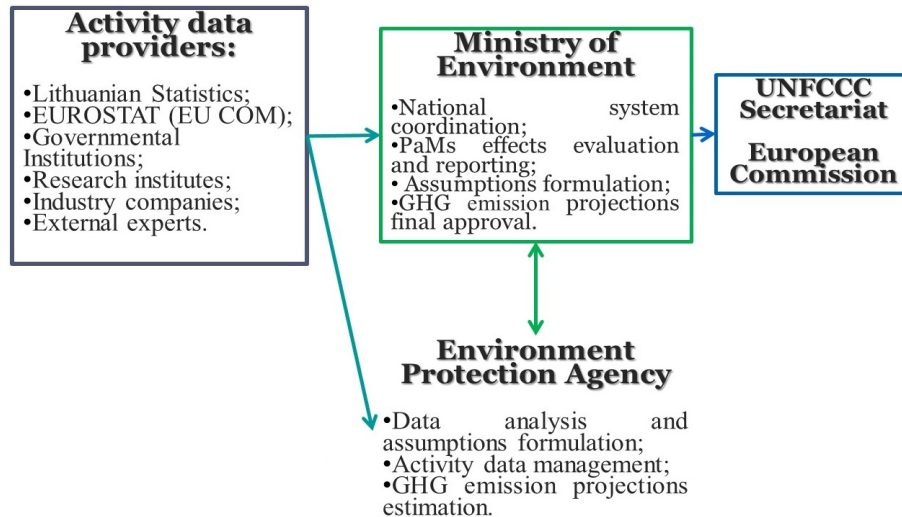 Activity data
providers:
•Lithuanian Statistics;
•EUROSTAT (EU COM);
•Governmental
Institutions;
•Research institutes;
•Industry companies;
•External experts.
Ministry of
Environment
•National system
coordination;
•PaMs effects evaluation
and reporting;
• Assumptions formulation;
•GHG emission projections
final approval.
UNFCCC
Secretariat
European
Commission
Environment
Protection Agency
•Data analysis and
assumptions formulation;
•Activity data management;
•GHG emission projections
estimation.